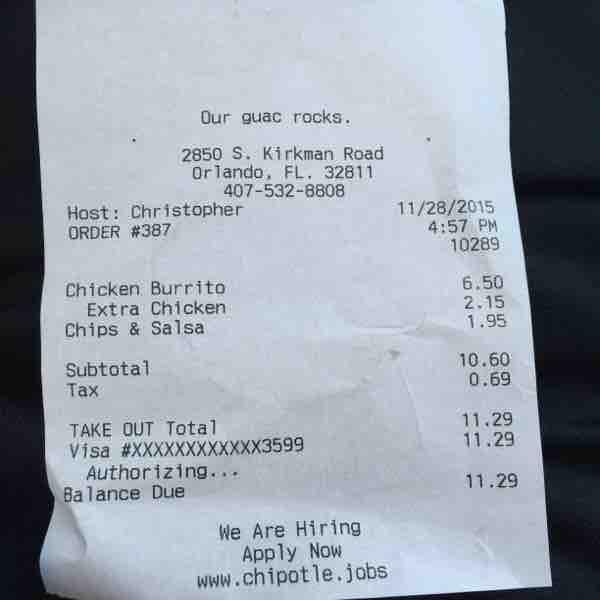 Our guac rocks.
2850 S. Kirkman Road
Orlando, FL. 32811
407-532-8808
Host: Christopher 11/28/2015
ORDER #387 4:57 PM
10289
Chicken Burrito 6.50
Extra Chicken 2.15
Chips & Salsa 1.95
Subtotal 10.60
Tax 0.69
TAKE OUT Total 11.29
Visa #XXXXXXXXXXXX3599 11.29
Authorizing...
Balance Due 11.29
We Are Hiring
Apply Now
www.chipotle.jobs